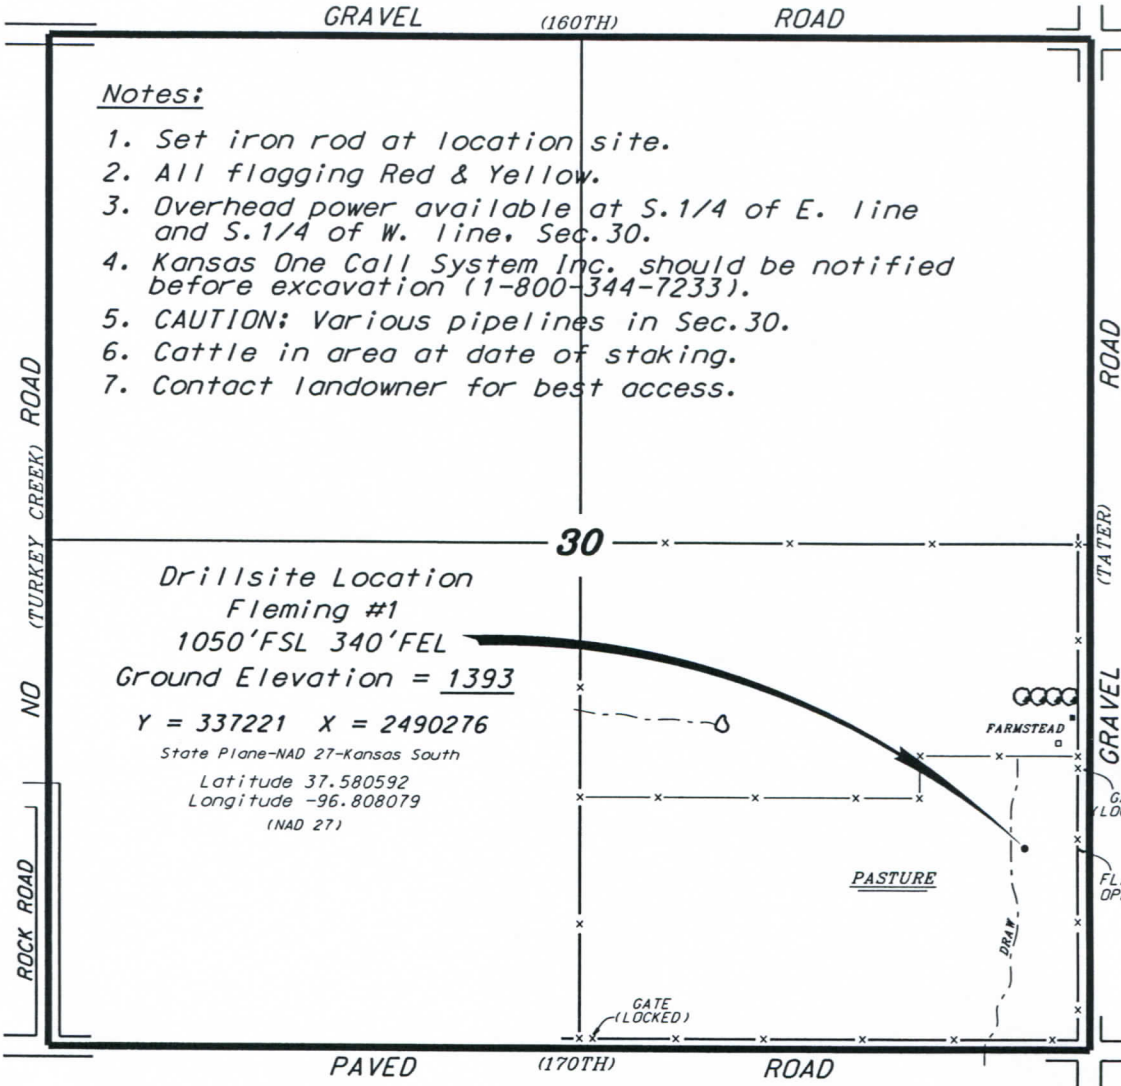 GRAVEL (160TH) ROAD
Notes:
1. Set iron rod at location site.
2. All flagging Red & Yellow.
3. Overhead power available at S.1/4 of E. line
and S.1/4 of W. line, Sec.30.
4. Kansas One Call System Inc. should be notified
before excavation (1-800-344-7233).
5. CAUTION: Various pipelines in Sec.30.
6. Cattle in area at date of staking.
7. Contact landowner for best access.
NO (TURKEY CREEK) ROAD
GRAVEL (TATER) ROAD
30
Drillsite Location
Fleming #1
1050'FSL 340'FEL
Ground Elevation = 1393
Y = 337221 X = 2490276
State Plane-NAD 27-Kansas South
Latitude 37.580592
Longitude -96.808079
(NAD 27)
FARMSTEAD
PASTURE
DRAW
ROCK ROAD
GATE
(LOCKED)
PAVED (170TH) ROAD